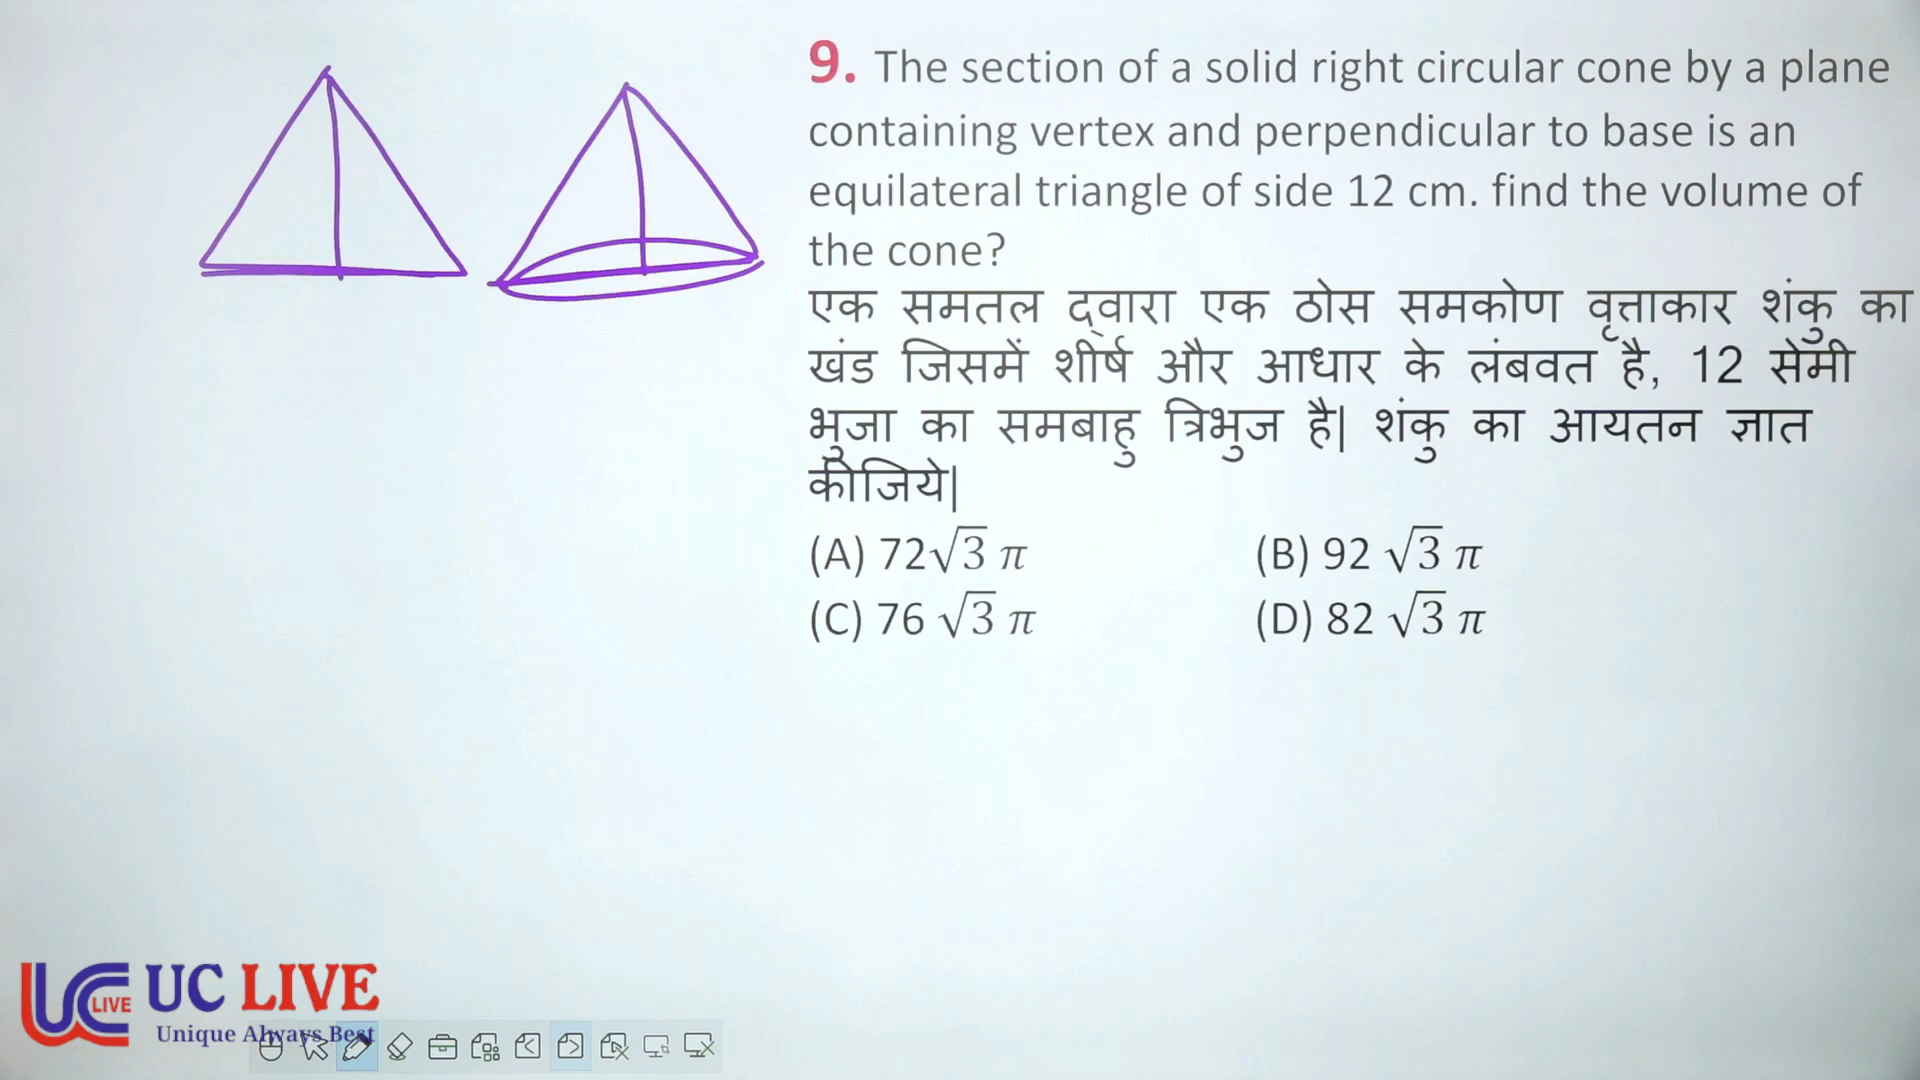 9. The section of a solid right circular cone by a plane
containing vertex and perpendicular to base is an
equilateral triangle of side 12 cm. find the volume of
the cone?
एक समतल द्वारा एक ठोस समकोण वृत्ताकार शंकु का
खंड जिसमें शीर्ष और आधार के लंबवत है, 12 सेमी
भुजा का समबाहु त्रिभुज है| शंकु का आयतन ज्ञात
कीजिये|
(A) 72√3 π (B) 92 √3 π
(C) 76 √3 π (D) 82 √3 π
LIVE UC LIVE
Unique Always Best